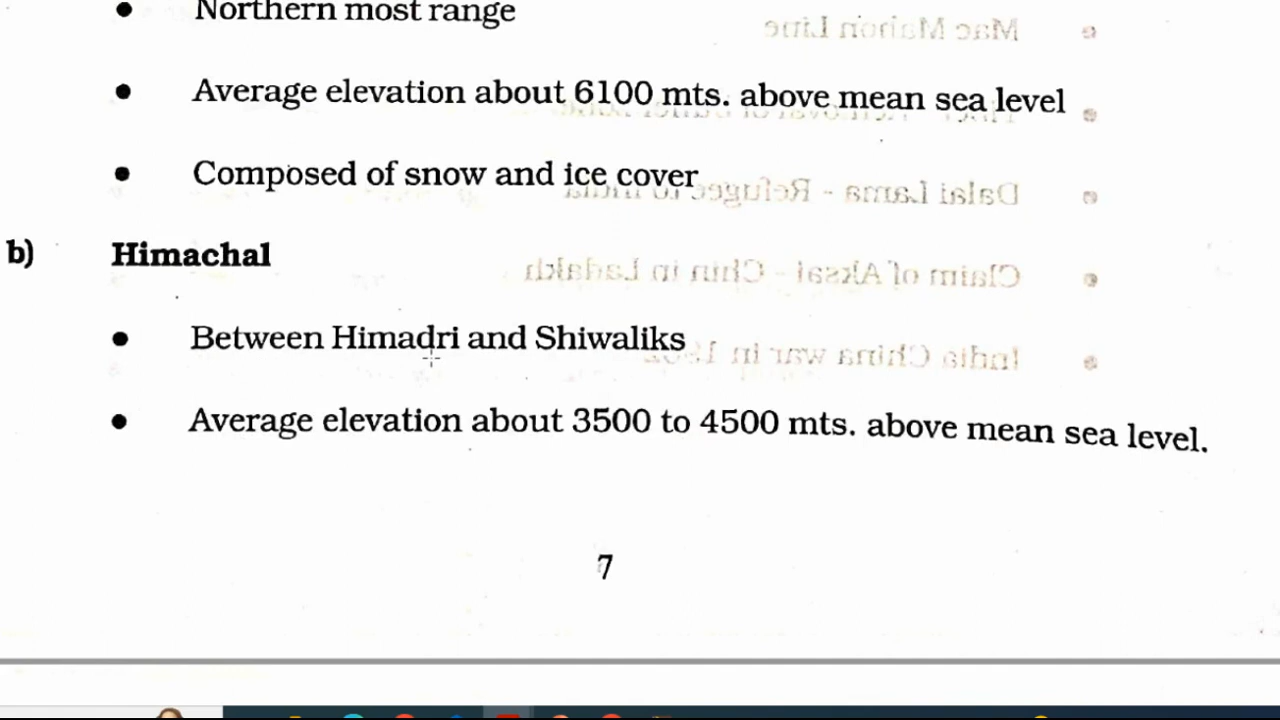 • Northern most range
• Average elevation about 6100 mts. above mean sea level
• Composed of snow and ice cover
b) Himachal
• Between Himadri and Shiwaliks
• Average elevation about 3500 to 4500 mts. above mean sea level.
7